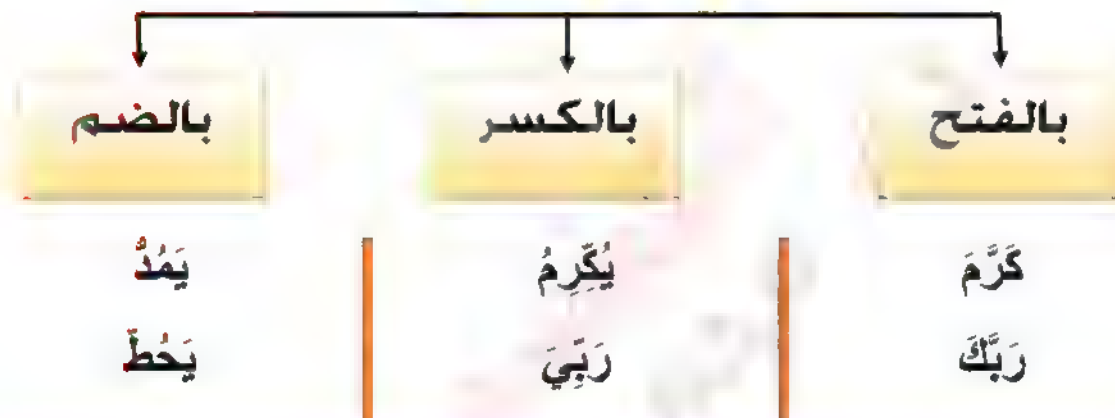 بالفتح بالكسر بالضم
كَرَّمَ يُكَرِّمُ يَمُدُّ
رَبَّكَ رَبِّيَ يَحُطُّ